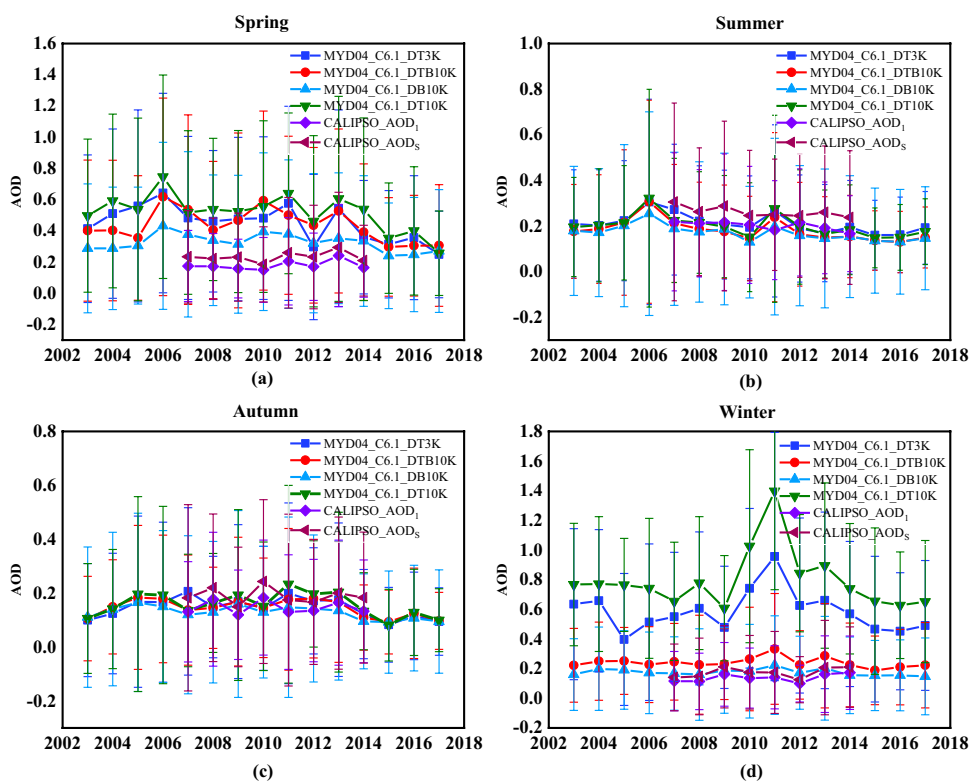 Spring
Summer
1.6
1.4
1.2
1.0
0.8
0.6
0.4
0.2
0.0
-0.2
AOD
MYD04_C6.1_DT3K
MYD04_C6.1_DTB10K
MYD04_C6.1_DB10K
MYD04_C6.1_DT10K
CALIPSO_AOD1
CALIPSO_AODS
2002 2004 2006 2008 2010 2012 2014 2016 2018
(a)
1.0
0.8
0.6
0.4
0.2
0.0
-0.2
AOD
MYD04_C6.1_DT3K
MYD04_C6.1_DTB10K
MYD04_C6.1_DB10K
MYD04_C6.1_DT10K
CALIPSO_AOD1
CALIPSO_AODS
2002 2004 2006 2008 2010 2012 2014 2016 2018
(b)
Autumn
Winter
0.8
0.6
0.4
0.2
0.0
-0.2
AOD
MYD04_C6.1_DT3K
MYD04_C6.1_DTB10K
MYD04_C6.1_DB10K
MYD04_C6.1_DT10K
CALIPSO_AOD1
CALIPSO_AODS
2002 2004 2006 2008 2010 2012 2014 2016 2018
(c)
1.8
1.6
1.4
1.2
1.0
0.8
0.6
0.4
0.2
0.0
-0.2
AOD
MYD04_C6.1_DT3K
MYD04_C6.1_DTB10K
MYD04_C6.1_DB10K
MYD04_C6.1_DT10K
CALIPSO_AOD1
CALIPSO_AODS
2002 2004 2006 2008 2010 2012 2014 2016 2018
(d)